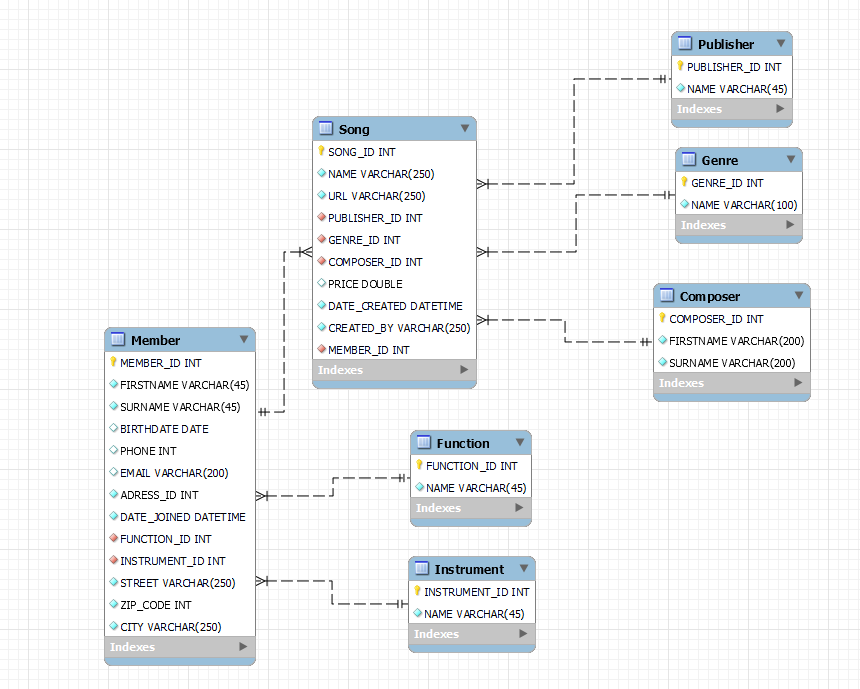 Publisher
PUBLISHER_ID INT
NAME VARCHAR(45)
Indexes
Song
SONG_ID INT
NAME VARCHAR(250)
URL VARCHAR(250)
PUBLISHER_ID INT
GENRE_ID INT
COMPOSER_ID INT
PRICE DOUBLE
DATE_CREATED DATETIME
CREATED_BY VARCHAR(250)
MEMBER_ID INT
Indexes
Genre
GENRE_ID INT
NAME VARCHAR(100)
Indexes
Composer
COMPOSER_ID INT
FIRSTNAME VARCHAR(200)
SURNAME VARCHAR(200)
Indexes
Member
MEMBER_ID INT
FIRSTNAME VARCHAR(45)
SURNAME VARCHAR(45)
BIRTHDATE DATE
PHONE INT
EMAIL VARCHAR(200)
ADRESS_ID INT
DATE_JOINED DATETIME
FUNCTION_ID INT
INSTRUMENT_ID INT
STREET VARCHAR(250)
ZIP_CODE INT
CITY VARCHAR(250)
Indexes
Function
FUNCTION_ID INT
NAME VARCHAR(45)
Indexes
Instrument
INSTRUMENT_ID INT
NAME VARCHAR(45)
Indexes